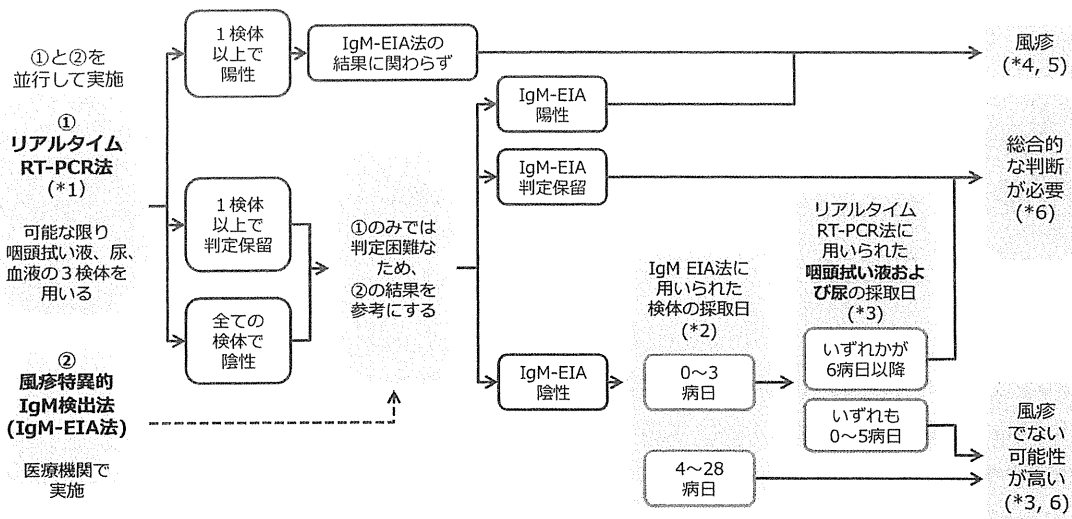 ①と②を
並行して実施
①
リアルタイム
RT-PCR法
(*1)
可能な限り
咽頭拭い液、尿、
血液の３検体を
用いる
②
風疹特異的
IgM検出法
(IgM-EIA法)
医療機関で
実施
１検体
以上で
陽性
IgM-EIA法の
結果に関わらず
１検体
以上で
判定保留
全ての
検体で
陰性
①のみでは
判定困難な
ため、
②の結果を
参考にする
IgM-EIA
陽性
IgM-EIA
判定保留
IgM-EIA
陰性
IgM EIA法に
用いられた
検体の採取日
(*2)
0～3
病日
4～28
病日
リアルタイム
RT-PCR法に
用いられた
咽頭拭い液およ
び尿の採取日
(*3)
いずれかが
6病日以降
いずれも
0～5病日
風疹
(*4, 5)
総合的
な判断
が必要
(*6)
風疹
でない
可能性
が高い
(*3, 6)